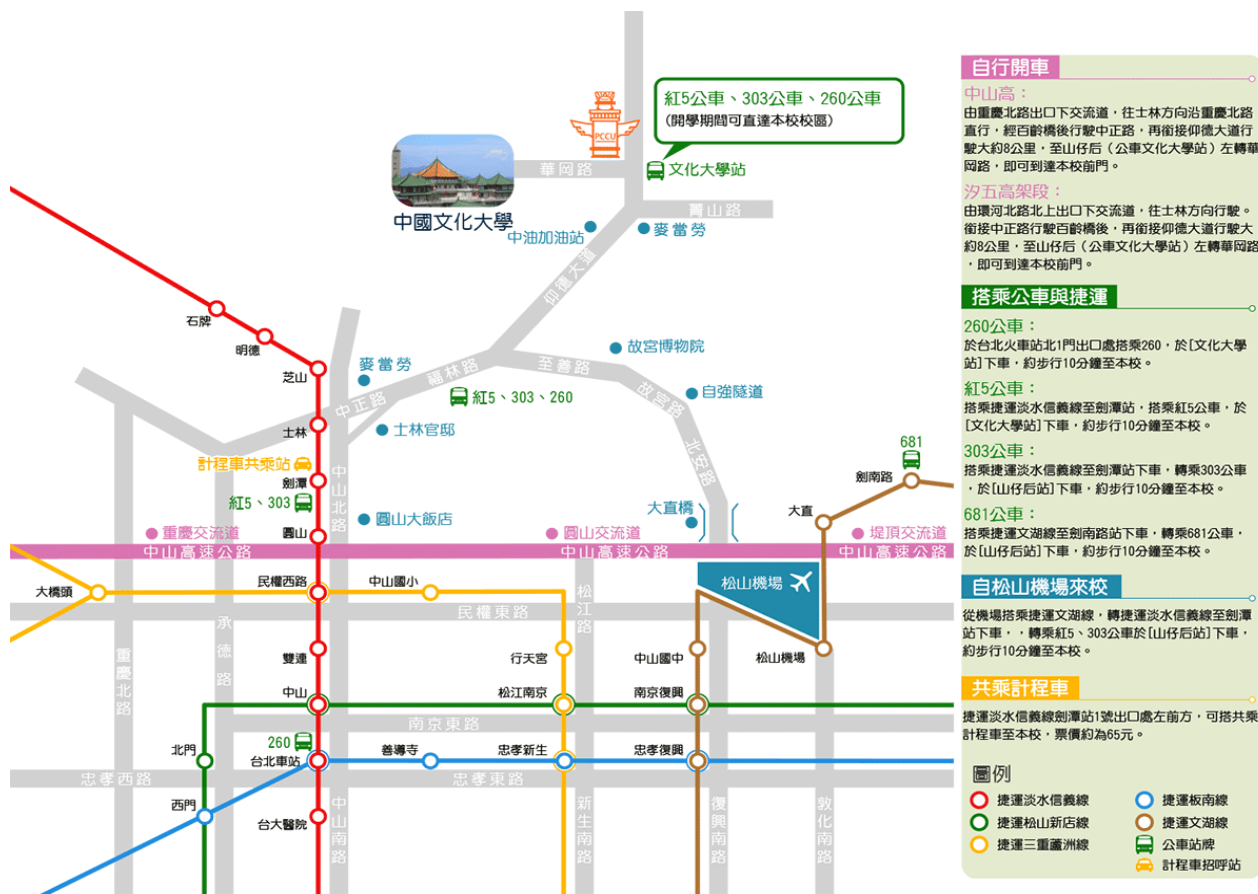 紅5公車、303公車、260公車
(開學期間可直達本校校區)
PCCU
文化大學站
華岡路
中國文化大學
菁山路
中油加油站
麥當勞
仰德大道
石牌
明德
芝山
麥當勞
福林路
至善路
故宮博物院
故宮路
自強隧道
中正路
紅5、303、260
士林
士林官邸
計程車共乘站
劍潭
紅5、303
中山北路
北安路
681
劍南路
圓山大飯店
大直橋
大直
重慶交流道
圓山
圓山交流道
堤頂交流道
中山高速公路
中山高速公路
中山高速公路
大橋頭
民權西路
中山國小
松山機場
松江路
民權東路
承德路
重慶北路
雙連
行天宮
中山國中
松山機場
中山
松江南京
南京復興
南京東路
北門
260
台北車站
善導寺
忠孝新生
忠孝復興
忠孝西路
忠孝東路
西門
台大醫院
中山南路
新生南路
復興南路
敦化南路
自行開車
中山高：
由重慶北路出口下交流道，往士林方向沿重慶北路
直行，經百齡橋後行駛中正路，再銜接仰德大道行
駛大約8公里，至山仔后（公車文化大學站）左轉華
岡路，即可到達本校前門。
汐五高架段：
由環河北路北上出口下交流道，往士林方向行駛。
銜接中正路行駛百齡橋後，再銜接仰德大道行駛大
約8公里，至山仔后（公車文化大學站）左轉華岡路
，即可到達本校前門。
搭乘公車與捷運
260公車：
於台北火車站北1門出口處搭乘260，於[文化大學
站]下車，約步行10分鐘至本校。
紅5公車：
搭乘捷運淡水信義線至劍潭站，搭乘紅5公車，於
[文化大學站]下車，約步行10分鐘至本校。
303公車：
搭乘捷運淡水信義線至劍潭站下車，轉乘303公車
，於[山仔后站]下車，約步行10分鐘至本校。
681公車：
搭乘捷運文湖線至劍南路站下車，轉乘681公車，
於[山仔后站]下車，約步行10分鐘至本校。
自松山機場來校
從機場搭乘捷運文湖線，轉捷運淡水信義線至劍潭
站下車，，轉乘紅5、303公車於[山仔后站]下車，
約步行10分鐘至本校。
共乘計程車
捷運淡水信義線劍潭站1號出口處左前方，可搭共乘
計程車至本校，票價約為65元。
圖例
捷運淡水信義線
捷運板南線
捷運松山新店線
捷運文湖線
捷運三重蘆洲線
公車站牌
計程車招呼站